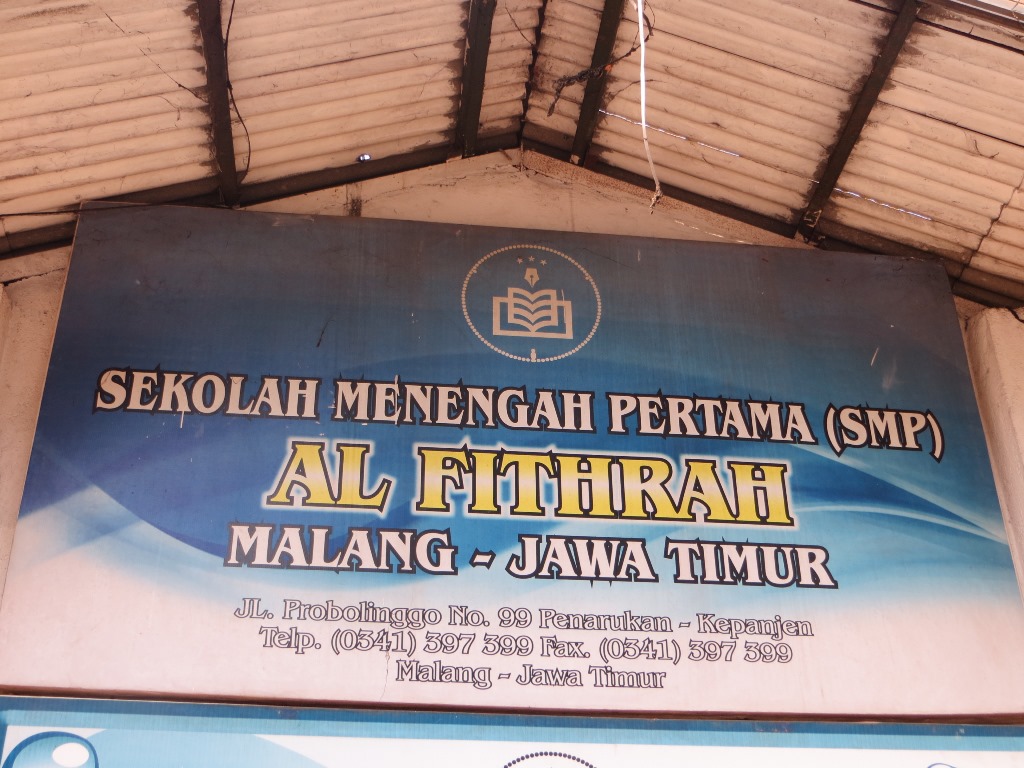 SEKOLAH MENENGAH PERTAMA (SMP)
AL FITHRAH
MALANG - JAWA TIMUR
JL. Probolinggo No. 99 Penarukan - Kepanjen
Telp. (0341) 397 399 Fax. (0341) 397 399
Malang - Jawa Timur